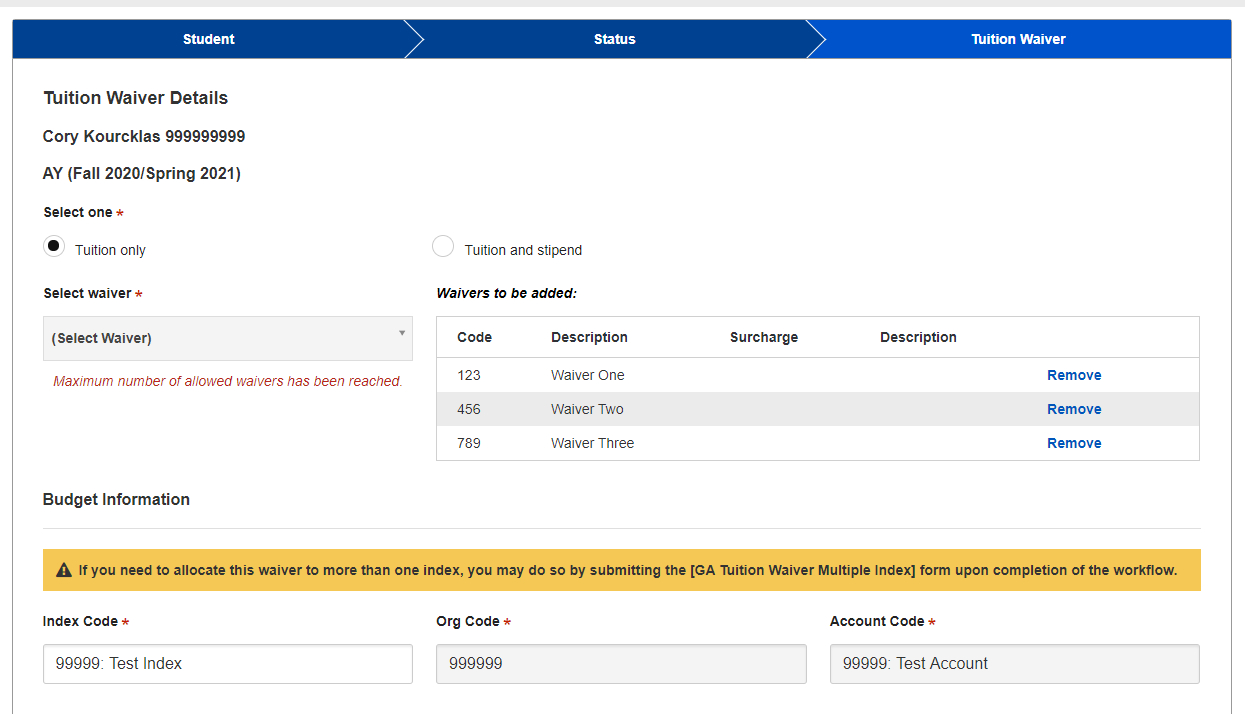 Student Status Tuition Waiver
Tuition Waiver Details
Cory Kourcklas 999999999
AY (Fall 2020/Spring 2021)
Select one *
Tuition only Tuition and stipend
Select waiver * Waivers to be added:
(Select Waiver)
Code Description Surcharge Description
Maximum number of allowed waivers has been reached.
123 Waiver One Remove
456 Waiver Two Remove
789 Waiver Three Remove
Budget Information
If you need to allocate this waiver to more than one index, you may do so by submitting the [GA Tuition Waiver Multiple Index] form upon completion of the workflow.
Index Code * Org Code * Account Code *
99999: Test Index 999999 99999: Test Account